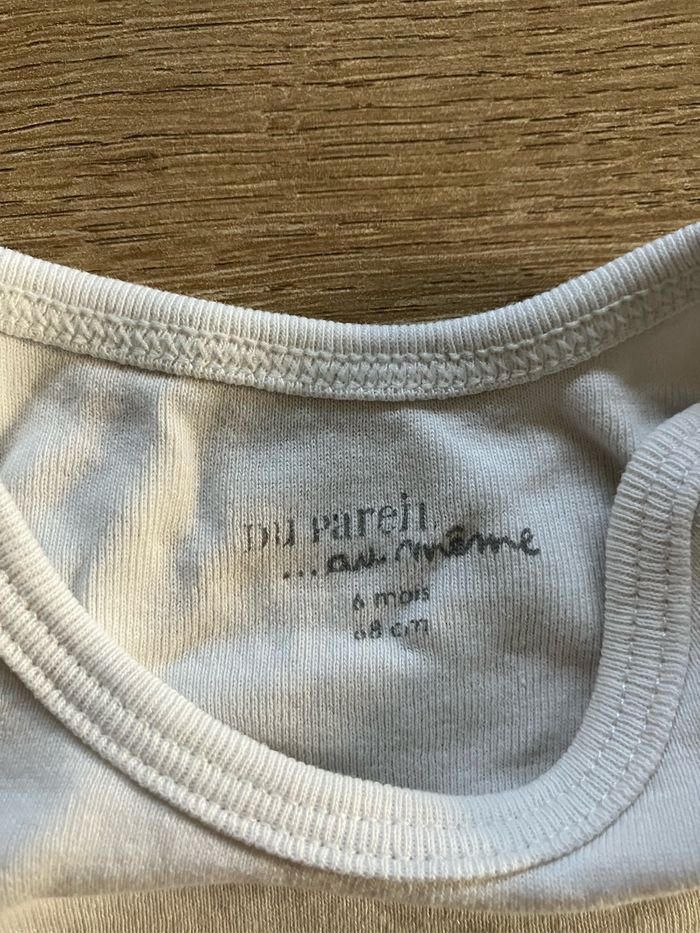 DU Pareil
...au même
6 mois
68 cm